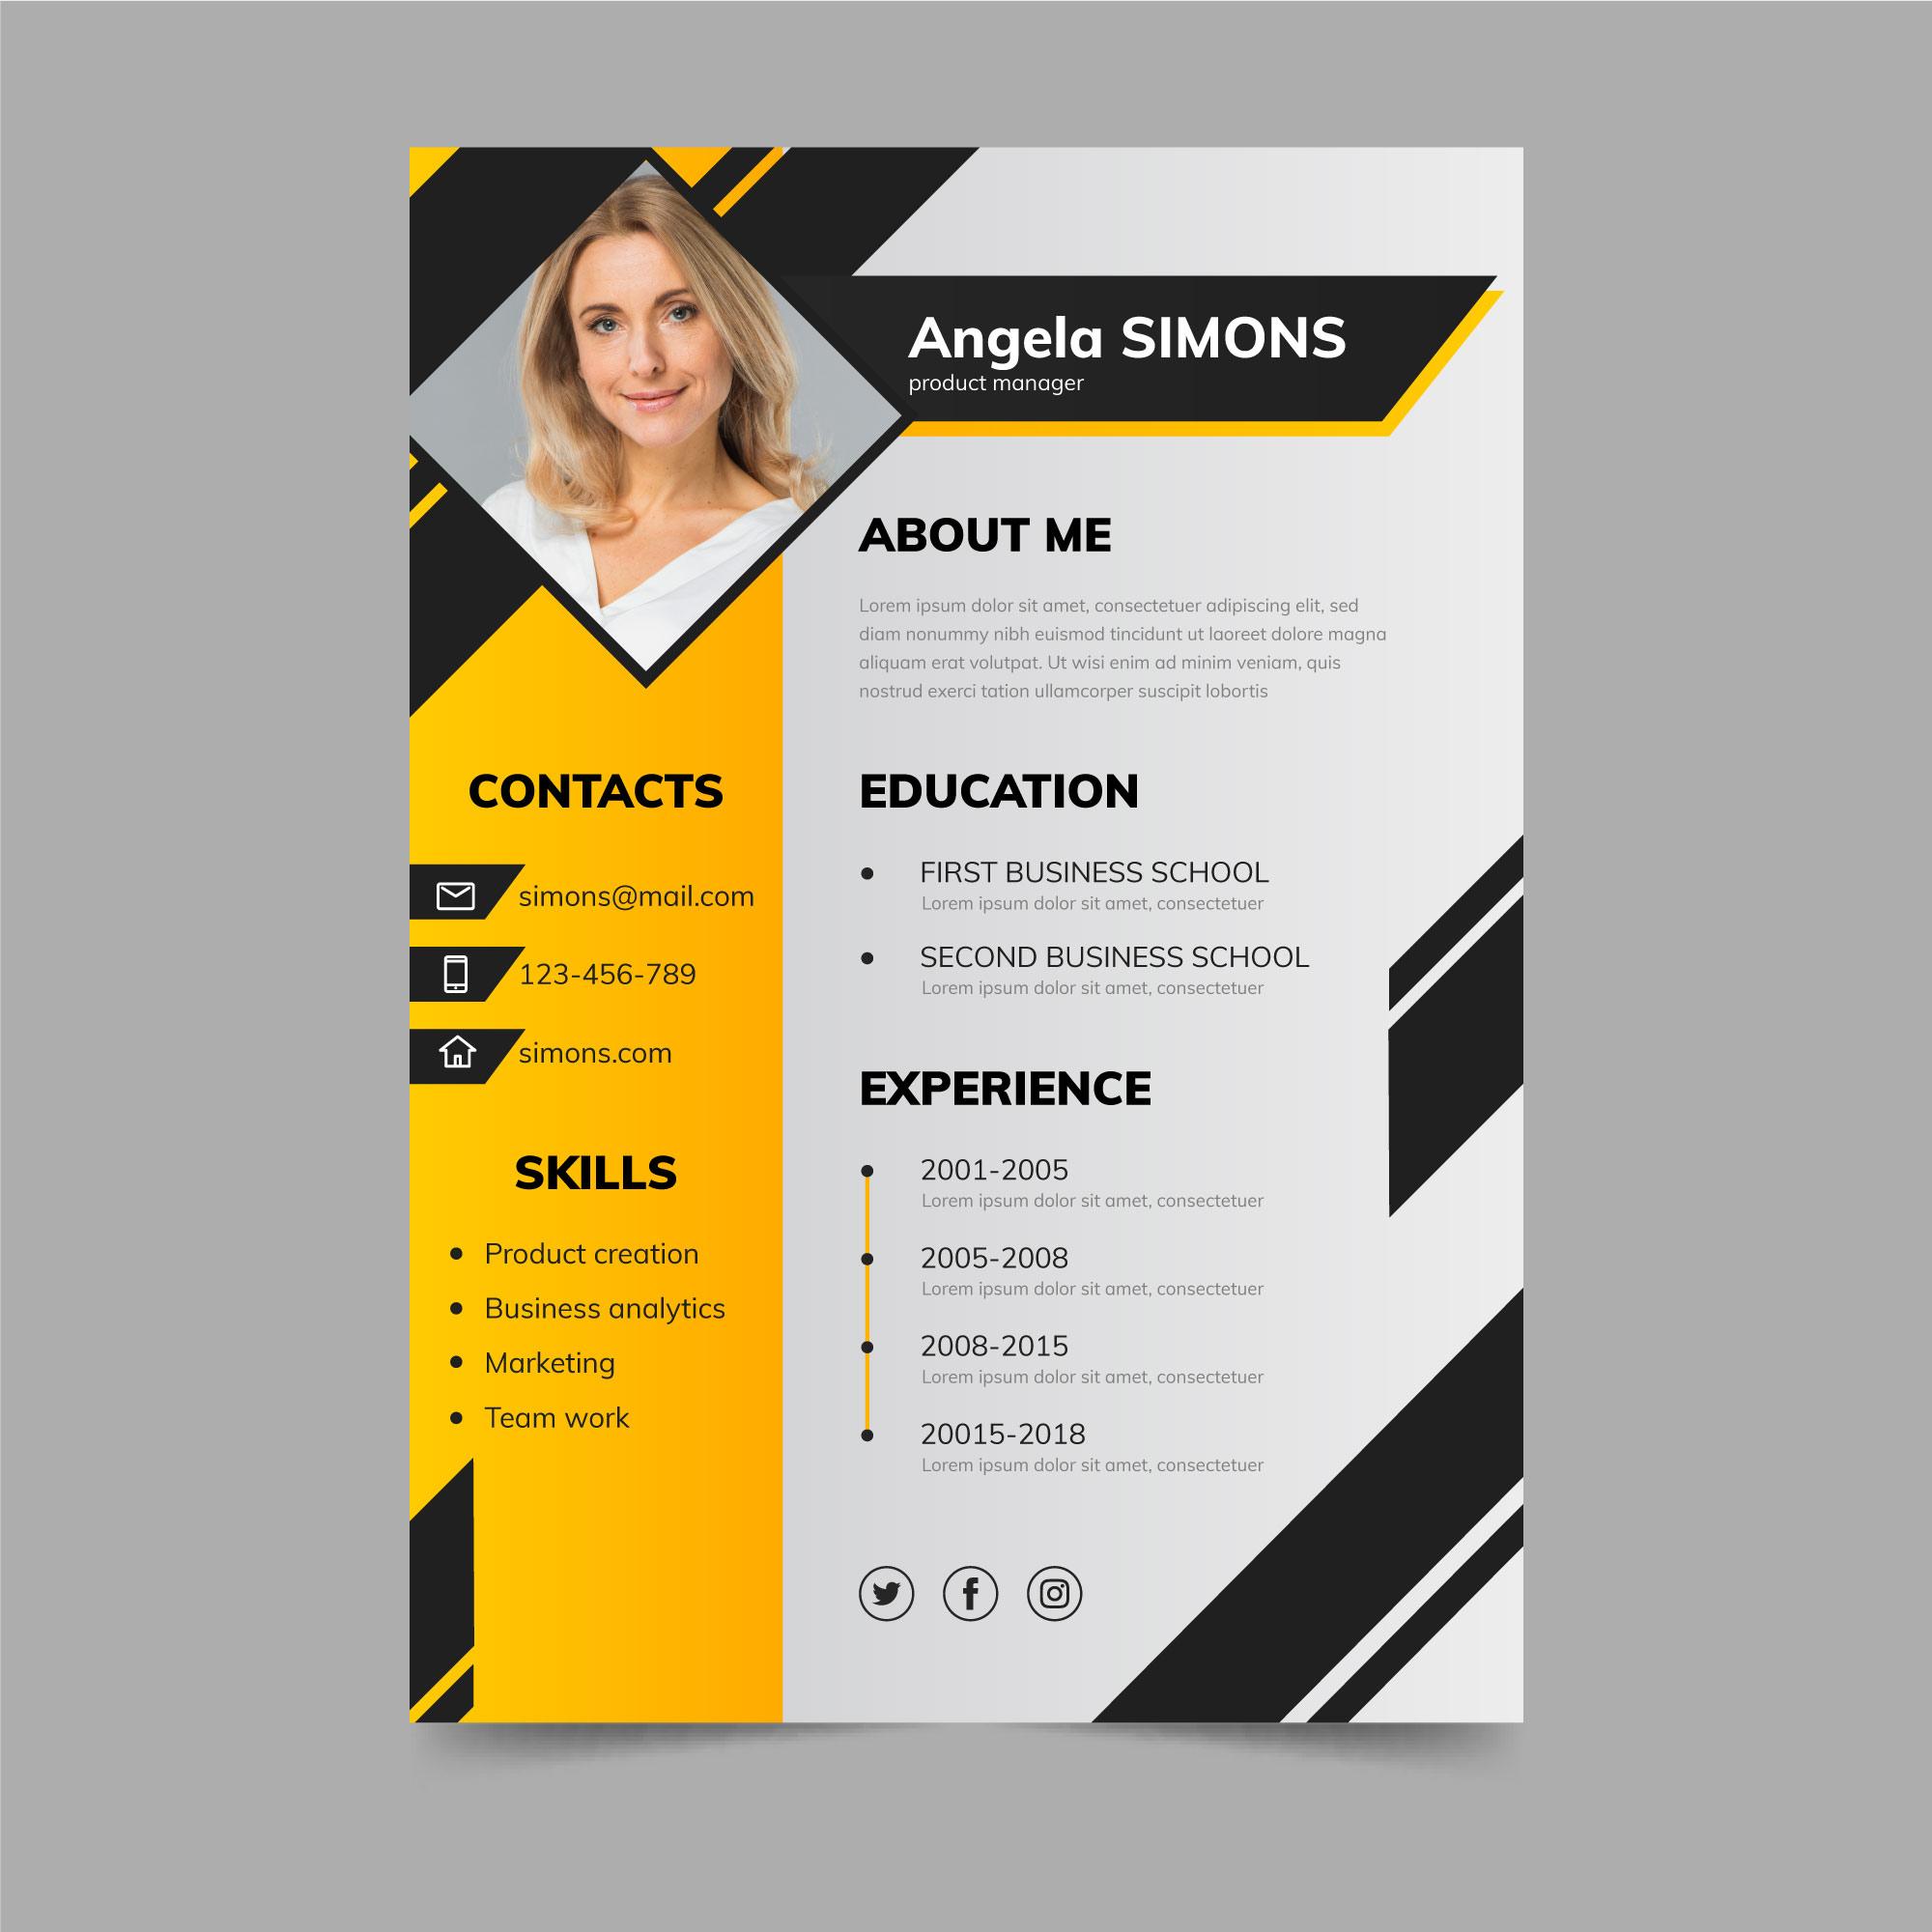 Angela SIMONS
product manager
ABOUT ME
Lorem ipsum dolor sit amet, consectetuer adipiscing elit, sed
diam nonummy nibh euismod tincidunt ut laoreet dolore magna
aliquam erat volutpat. Ut wisi enim ad minim veniam, quis
nostrud exerci tation ullamcorper suscipit lobortis
CONTACTS
simons@mail.com
123-456-789
simons.com
SKILLS
Product creation
Business analytics
Marketing
Team work
EDUCATION
FIRST BUSINESS SCHOOL
Lorem ipsum dolor sit amet, consectetuer
SECOND BUSINESS SCHOOL
Lorem ipsum dolor sit amet, consectetuer
EXPERIENCE
2001-2005
Lorem ipsum dolor sit amet, consectetuer
2005-2008
Lorem ipsum dolor sit amet, consectetuer
2008-2015
Lorem ipsum dolor sit amet, consectetuer
20015-2018
Lorem ipsum dolor sit amet, consectetuer